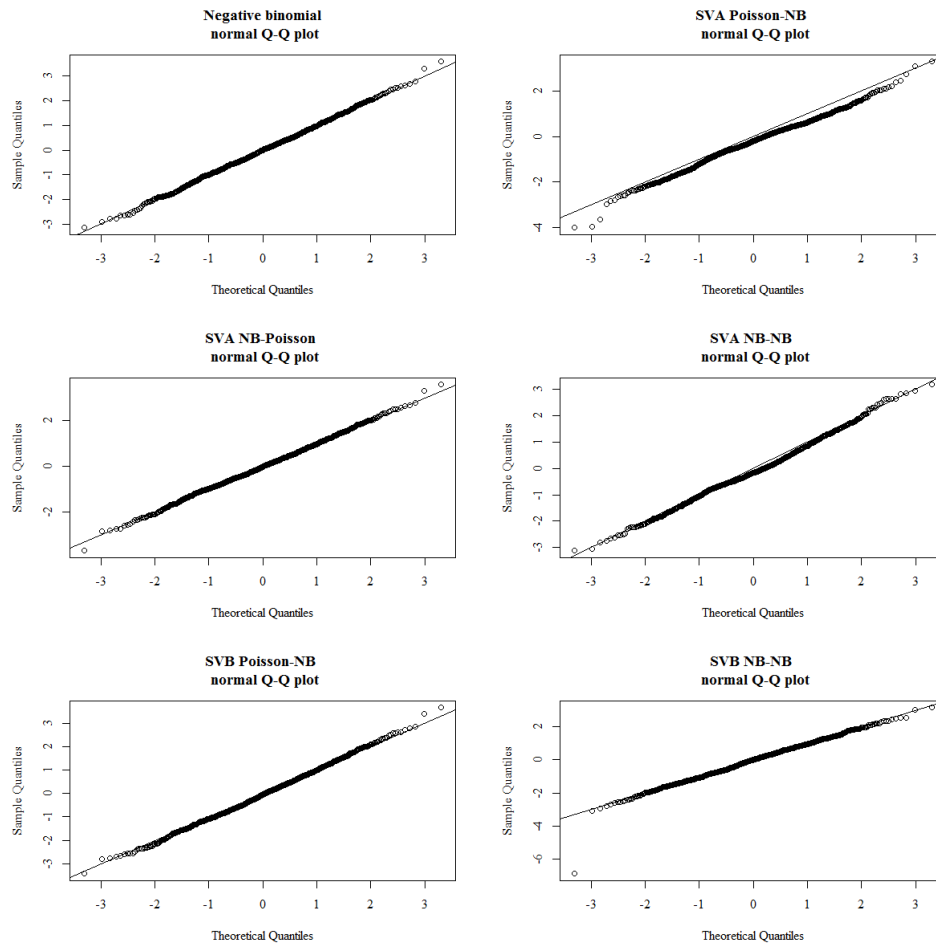 Negative binomial
normal Q-Q plot
Sample Quantiles
3
2
1
0
-1
-2
-3
-3 -2 -1 0 1 2 3
Theoretical Quantiles
SVA Poisson-NB
normal Q-Q plot
Sample Quantiles
2
0
-2
-4
-3 -2 -1 0 1 2 3
Theoretical Quantiles
SVA NB-Poisson
normal Q-Q plot
Sample Quantiles
2
0
-2
-3 -2 -1 0 1 2 3
Theoretical Quantiles
SVA NB-NB
normal Q-Q plot
Sample Quantiles
3
2
1
0
-1
-2
-3
-3 -2 -1 0 1 2 3
Theoretical Quantiles
SVB Poisson-NB
normal Q-Q plot
Sample Quantiles
3
2
1
0
-1
-2
-3
-3 -2 -1 0 1 2 3
Theoretical Quantiles
SVB NB-NB
normal Q-Q plot
Sample Quantiles
2
0
-2
-4
-6
-3 -2 -1 0 1 2 3
Theoretical Quantiles